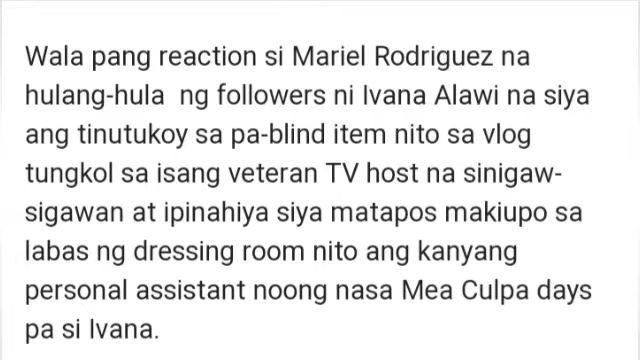 Wala pang reaction si Mariel Rodriguez na
hulang-hula ng followers ni Ivana Alawi na siya
ang tinutukoy sa pa-blind item nito sa vlog
tungkol sa isang veteran TV host na sinigaw-
sigawan at ipinahiya siya matapos makiupo sa
labas ng dressing room nito ang kanyang
personal assistant noong nasa Mea Culpa days
pa si Ivana.